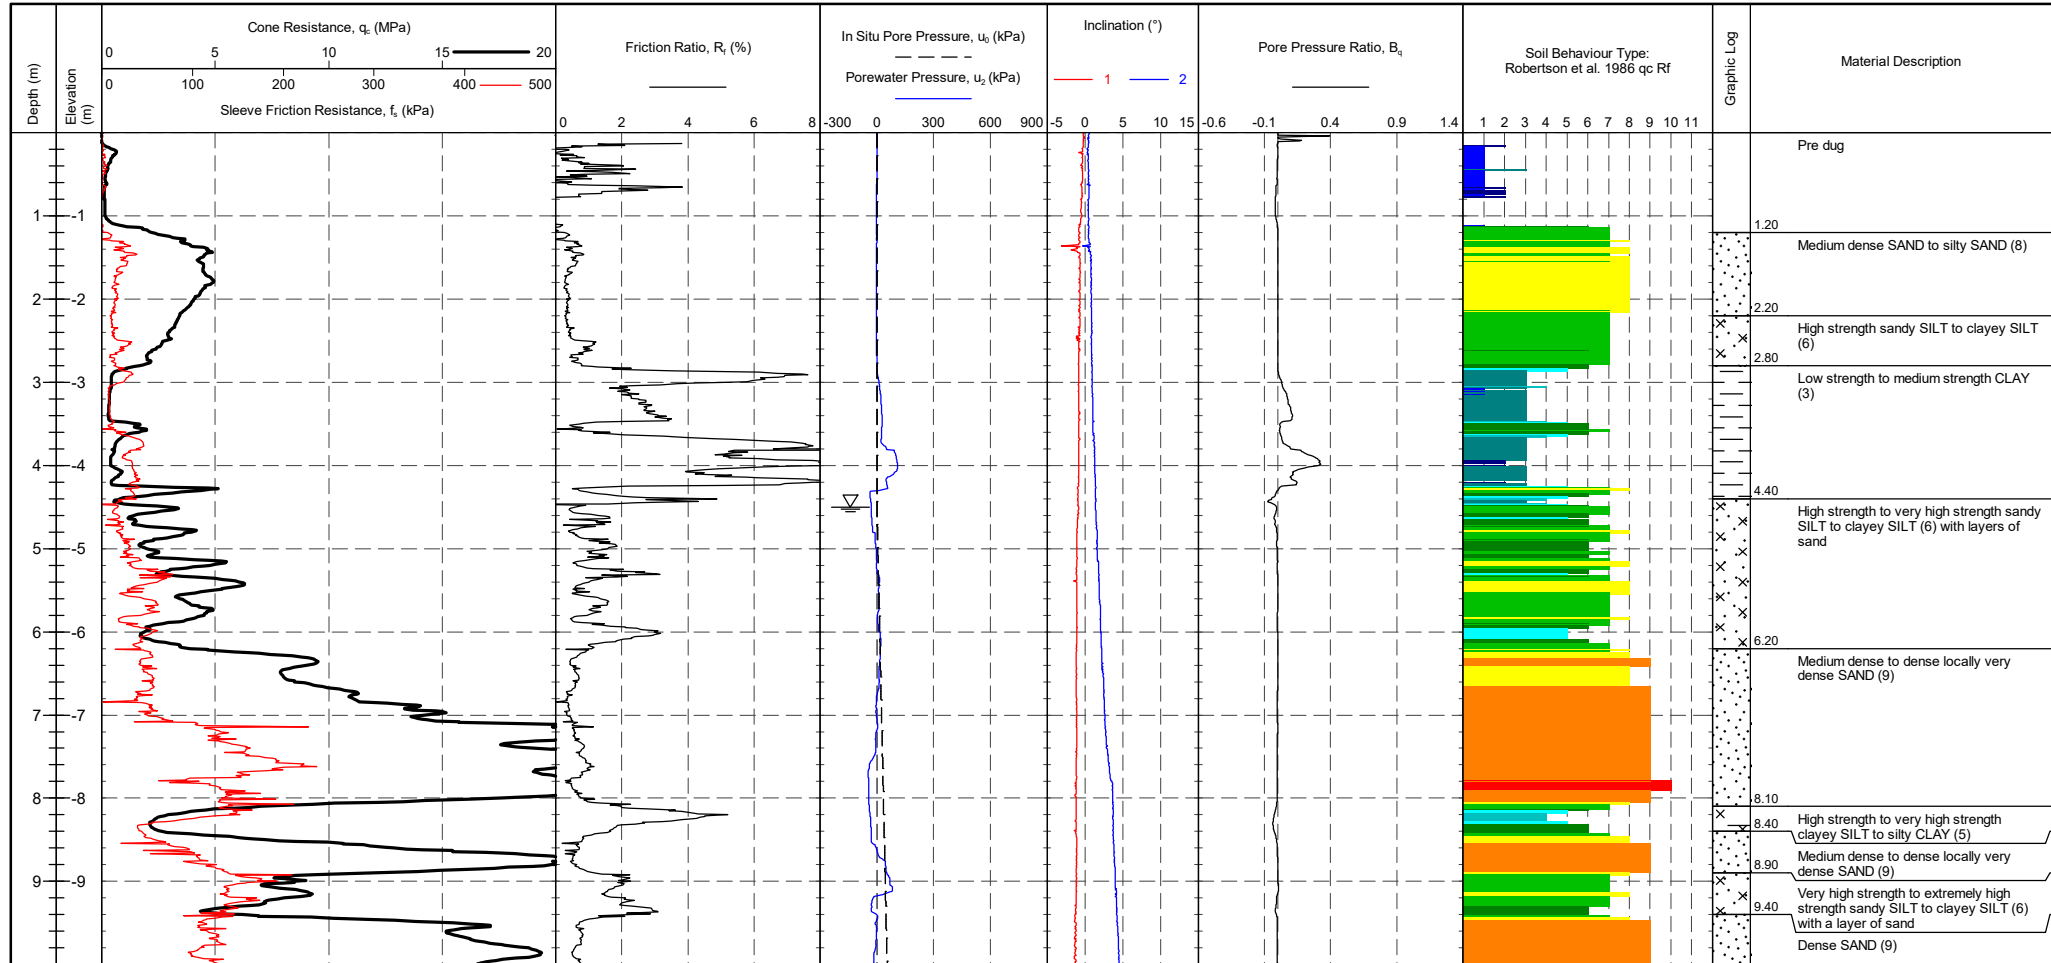 Depth (m)
Elevation (m)
Cone Resistance, qc (MPa)
0 5 10 15 20
0 100 200 300 400 500
Sleeve Friction Resistance, fs (kPa)
Friction Ratio, Rf (%)
0 2 4 6 8
In Situ Pore Pressure, u0 (kPa)
Porewater Pressure, u2 (kPa)
-300 0 300 600 900
Inclination (°)
1 2
-5 0 5 10 15
Pore Pressure Ratio, Bq
-0.6 -0.1 0.4 0.9 1.4
Soil Behaviour Type:
Robertson et al. 1986 qc Rf
1 2 3 4 5 6 7 8 9 10 11
Graphic Log
Material Description
Pre dug
1 -1
1.20
Medium dense SAND to silty SAND (8)
2 -2
2.20
High strength sandy SILT to clayey SILT
(6)
2.80
3 -3
Low strength to medium strength CLAY
(3)
4 -4
4.40
High strength to very high strength sandy
SILT to clayey SILT (6) with layers of
sand
5 -5
6 -6
6.20
Medium dense to dense locally very
dense SAND (9)
7 -7
8 -8
8.10
High strength to very high strength
8.40
clayey SILT to silty CLAY (5)
Medium dense to dense locally very
8.90
dense SAND (9)
9 -9
Very high strength to extremely high
9.40
strength sandy SILT to clayey SILT (6)
with a layer of sand
Dense SAND (9)